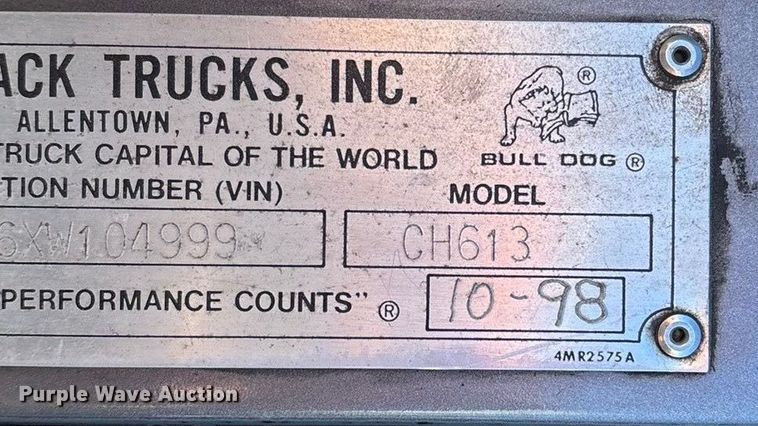 ACK TRUCKS, INC.
ALLENTOWN, PA., U.S.A.
TRUCK CAPITAL OF THE WORLD
BULL DOG ®
®
TION NUMBER (VIN)
MODEL
6XW104999*
CH613
PERFORMANCE COUNTS" ®
10-98
4MR2575A
Purple Wave Auction